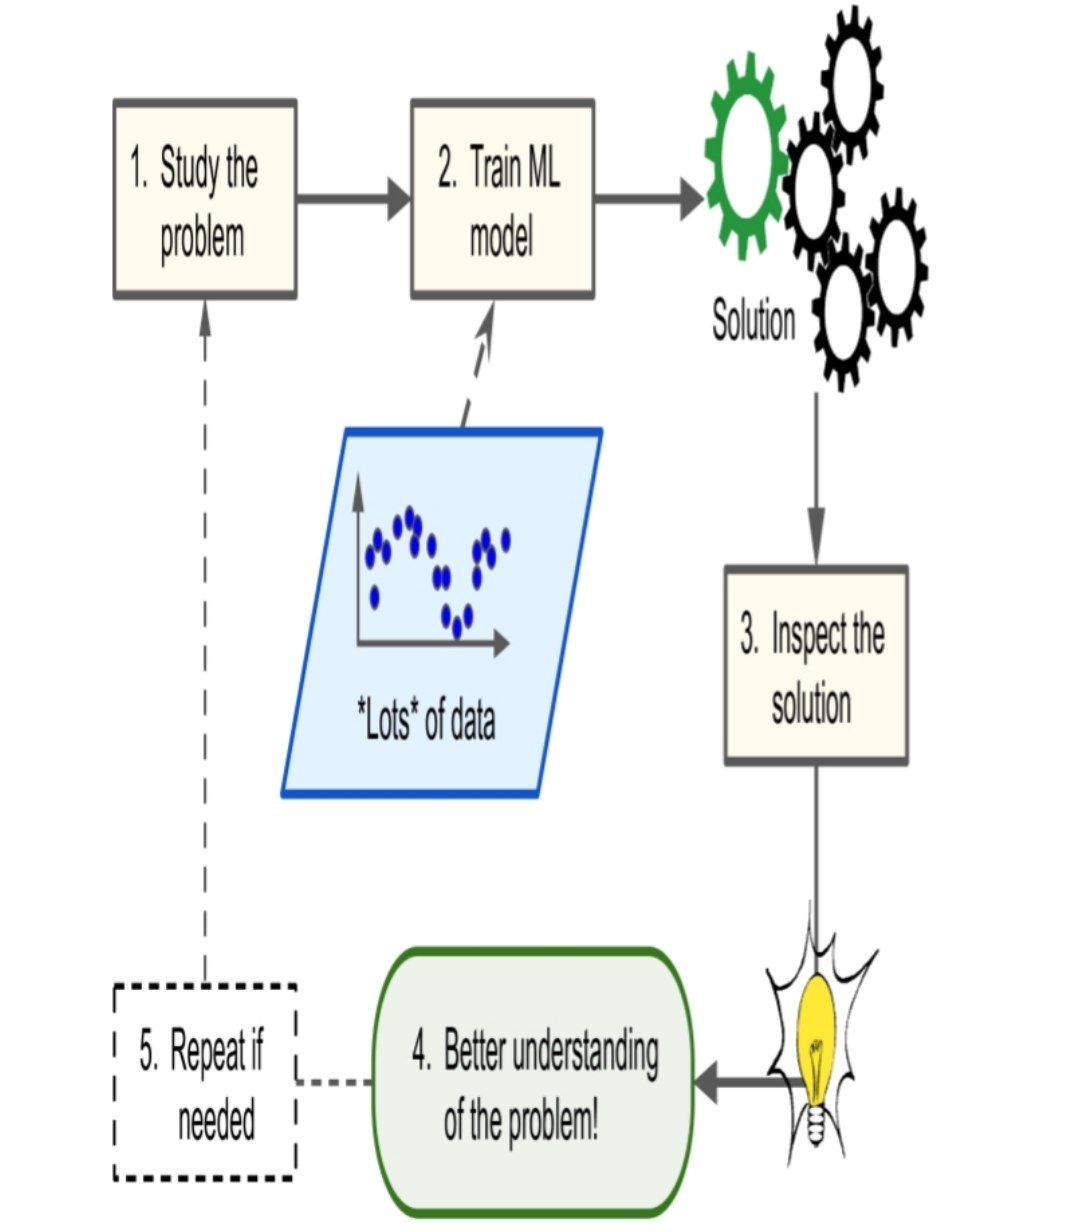 1. Study the
problem
2. Train ML
model
Solution
*Lots* of data
3. Inspect the
solution
4. Better understanding
of the problem!
5. Repeat if
needed